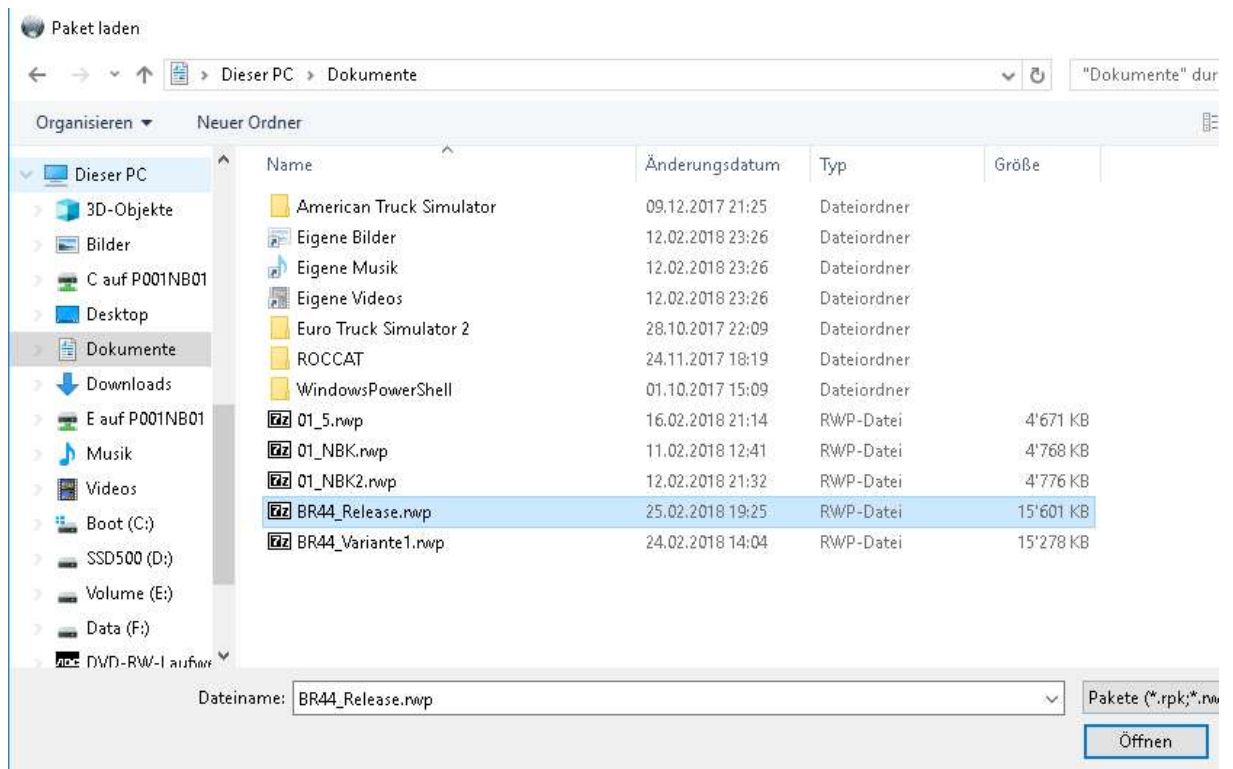 Paket laden
Dieser PC > Dokumente
"Dokumente" dur
Organisieren Neuer Ordner
Name Änderungsdatum Typ Größe
Dieser PC
3D-Objekte
Bilder
C auf P001NB01
Desktop
Dokumente
Downloads
E auf P001NB01
Musik
Videos
Boot (C:)
SSD500 (D:)
Volume (E:)
Data (F:)
DVD-RW-Laufwe
American Truck Simulator 09.12.2017 21:25 Dateiordner
Eigene Bilder 12.02.2018 23:26 Dateiordner
Eigene Musik 12.02.2018 23:26 Dateiordner
Eigene Videos 12.02.2018 23:26 Dateiordner
Euro Truck Simulator 2 28.10.2017 22:09 Dateiordner
ROCCAT 24.11.2017 18:19 Dateiordner
WindowsPowerShell 01.10.2017 15:09 Dateiordner
7z 01_5.rwp 16.02.2018 21:14 RWP-Datei 4'671 KB
7z 01_NBK.rwp 11.02.2018 12:41 RWP-Datei 4'768 KB
7z 01_NBK2.rwp 12.02.2018 21:32 RWP-Datei 4'776 KB
7z BR44_Release.rwp 25.02.2018 19:25 RWP-Datei 15'601 KB
7z BR44_Variante1.rwp 24.02.2018 14:04 RWP-Datei 15'278 KB
Dateiname: BR44_Release.rwp
Pakete (*.rpk;*.rw
Öffnen